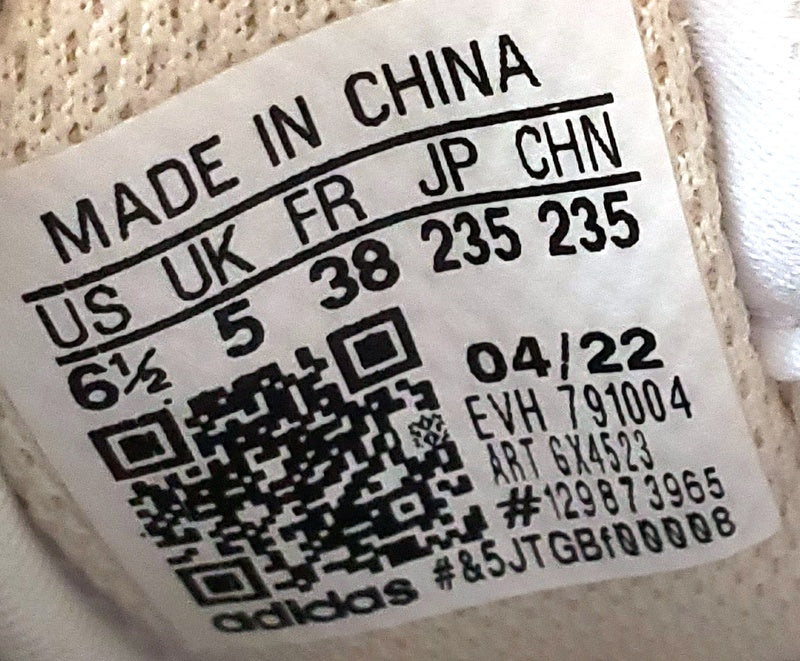 MADE IN CHINA
US UK FR JP CHN
6½ 5 38 235 235
04/22
EVH 791004
ART GX4523
#129873965
#&5JTGBf00008
adidas